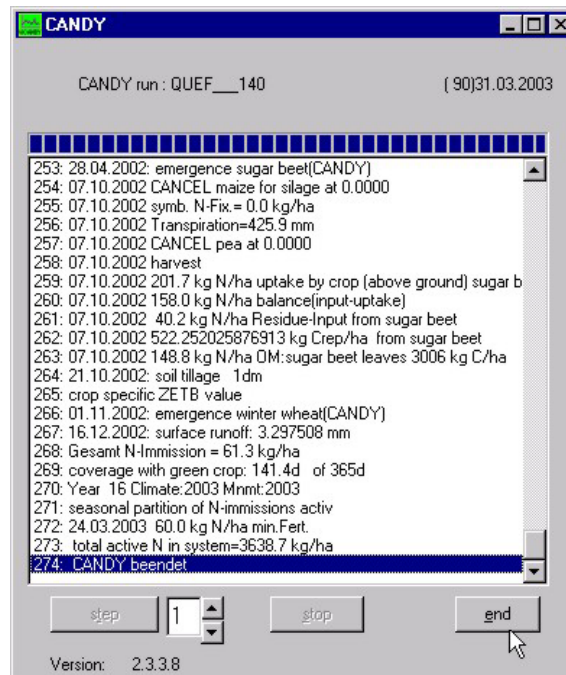 CANDY
CANDY run : QUEF___140 ( 90)31.03.2003
253: 28.04.2002: emergence sugar beet(CANDY)
254: 07.10.2002 CANCEL maize for silage at 0.0000
255: 07.10.2002 symb. N-Fix.= 0.0 kg/ha
256: 07.10.2002 Transpiration=425.9 mm
257: 07.10.2002 CANCEL pea at 0.0000
258: 07.10.2002 harvest
259: 07.10.2002 201.7 kg N/ha uptake by crop (above ground) sugar b
260: 07.10.2002 158.0 kg N/ha balance(input-uptake)
261: 07.10.2002  40.2 kg N/ha Residue-Input from sugar beet
262: 07.10.2002 522.252025876913 kg Crep/ha  from sugar beet
263: 07.10.2002 148.8 kg N/ha OM:sugar beet leaves 3006 kg C/ha
264: 21.10.2002: soil tillage   1dm
265: crop specific ZETB value
266: 01.11.2002: emergence winter wheat(CANDY)
267: 16.12.2002: surface runoff: 3.297508 mm
268: Gesamt N-Immission = 61.3 kg/ha
269: coverage with green crop: 141.4d  of 365d
270: Year  16 Climate:2003 Mnmt:2003
271: seasonal partition of N-immissions activ
272: 24.03.2003  60.0 kg N/ha min.Fert.
273:  total active N in system=3638.7 kg/ha
274:  CANDY beendet
step 1 stop end
Version: 2.3.3.8